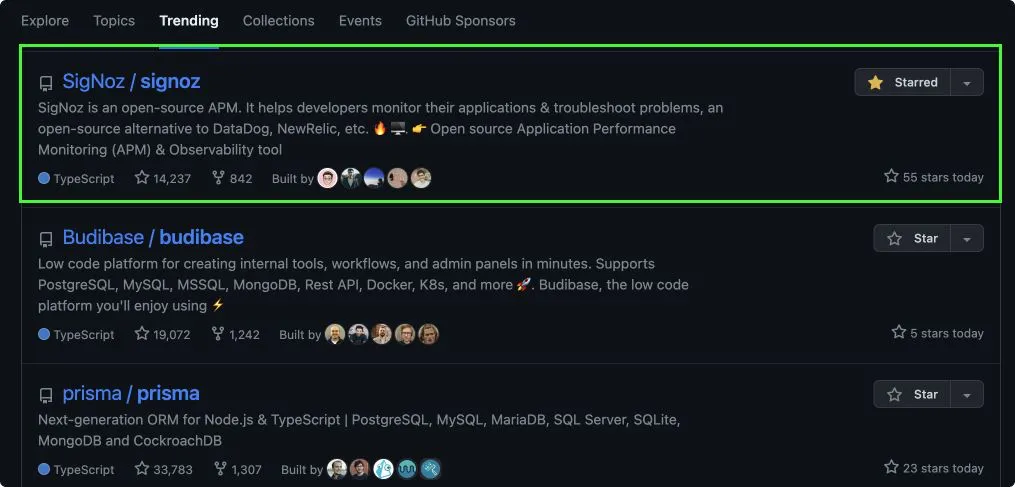 Explore Topics Trending Collections Events GitHub Sponsors
SigNoz / signoz Starred
SigNoz is an open-source APM. It helps developers monitor their applications & troubleshoot problems, an
open-source alternative to DataDog, NewRelic, etc. 🔥 🖥. 👉 Open source Application Performance
Monitoring (APM) & Observability tool
TypeScript 14,237 842 Built by 55 stars today
Budibase / budibase Star
Low code platform for creating internal tools, workflows, and admin panels in minutes. Supports
PostgreSQL, MySQL, MSSQL, MongoDB, Rest API, Docker, K8s, and more 🚀. Budibase, the low code
platform you'll enjoy using ⚡
TypeScript 19,072 1,242 Built by 5 stars today
prisma / prisma Star
Next-generation ORM for Node.js & TypeScript | PostgreSQL, MySQL, MariaDB, SQL Server, SQLite,
MongoDB and CockroachDB
TypeScript 33,783 1,307 Built by 23 stars today